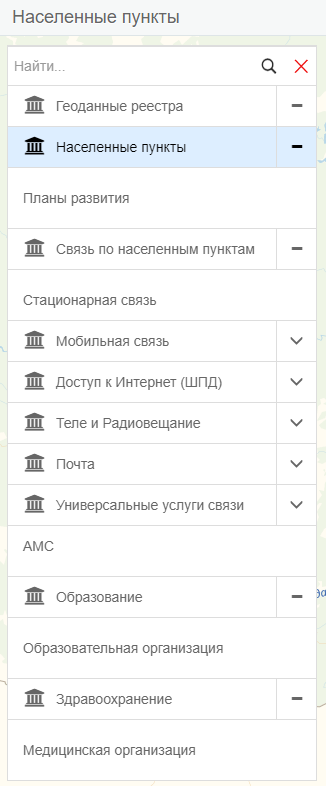 Населенные пункты
Найти...
Геоданные реестра
Населенные пункты
Планы развития
Связь по населенным пунктам
Стационарная связь
Мобильная связь
Доступ к Интернет (ШПД)
Теле и Радиовещание
Почта
Универсальные услуги связи
АМС
Образование
Образовательная организация
Здравоохранение
Медицинская организация